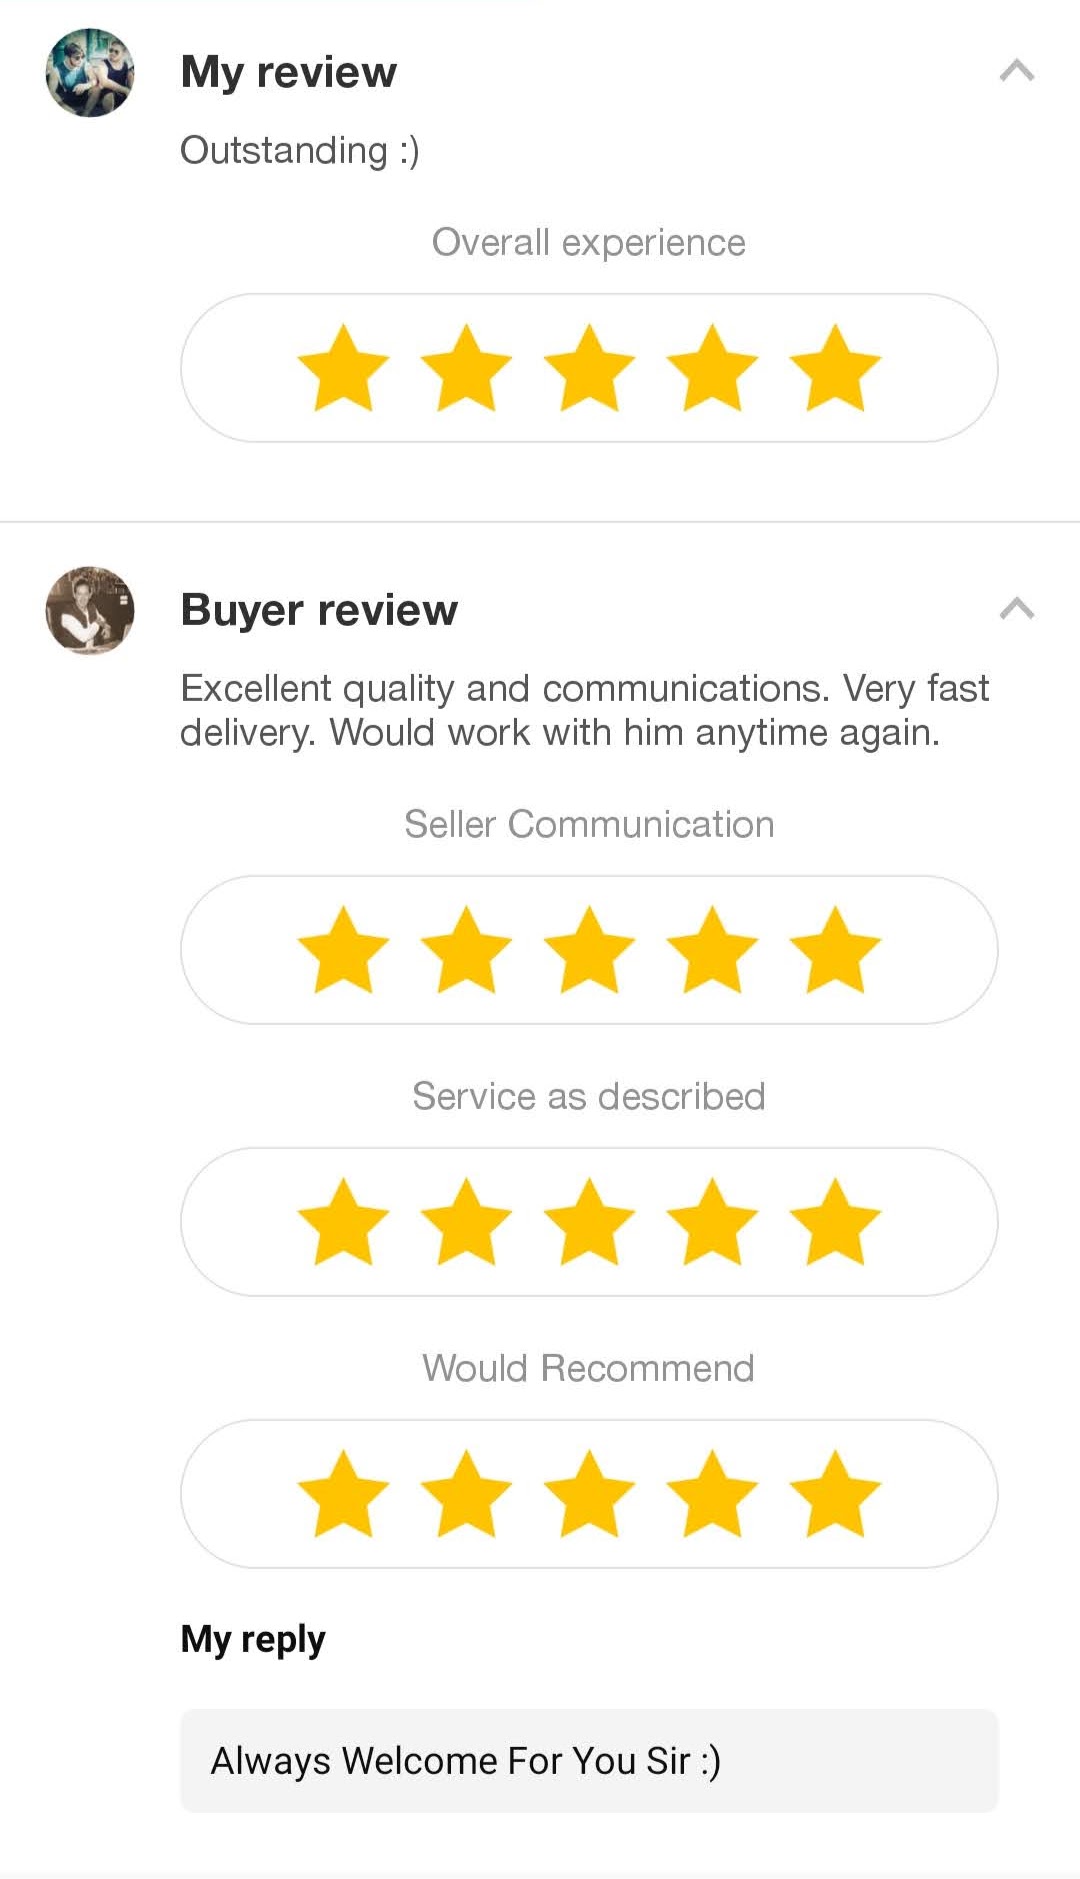 My review
Outstanding :)
Overall experience
Buyer review
Excellent quality and communications. Very fast
delivery. Would work with him anytime again.
Seller Communication
Service as described
Would Recommend
My reply
Always Welcome For You Sir :)